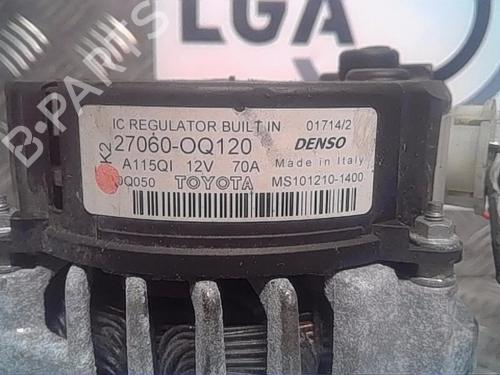 LGA
B-PARTS
IC REGULATOR BUILT IN 01714/2
K2 27060-OQ120 DENSO
A115QI 12V 70A Made in Italy
0Q050 TOYOTA MS101210-1400